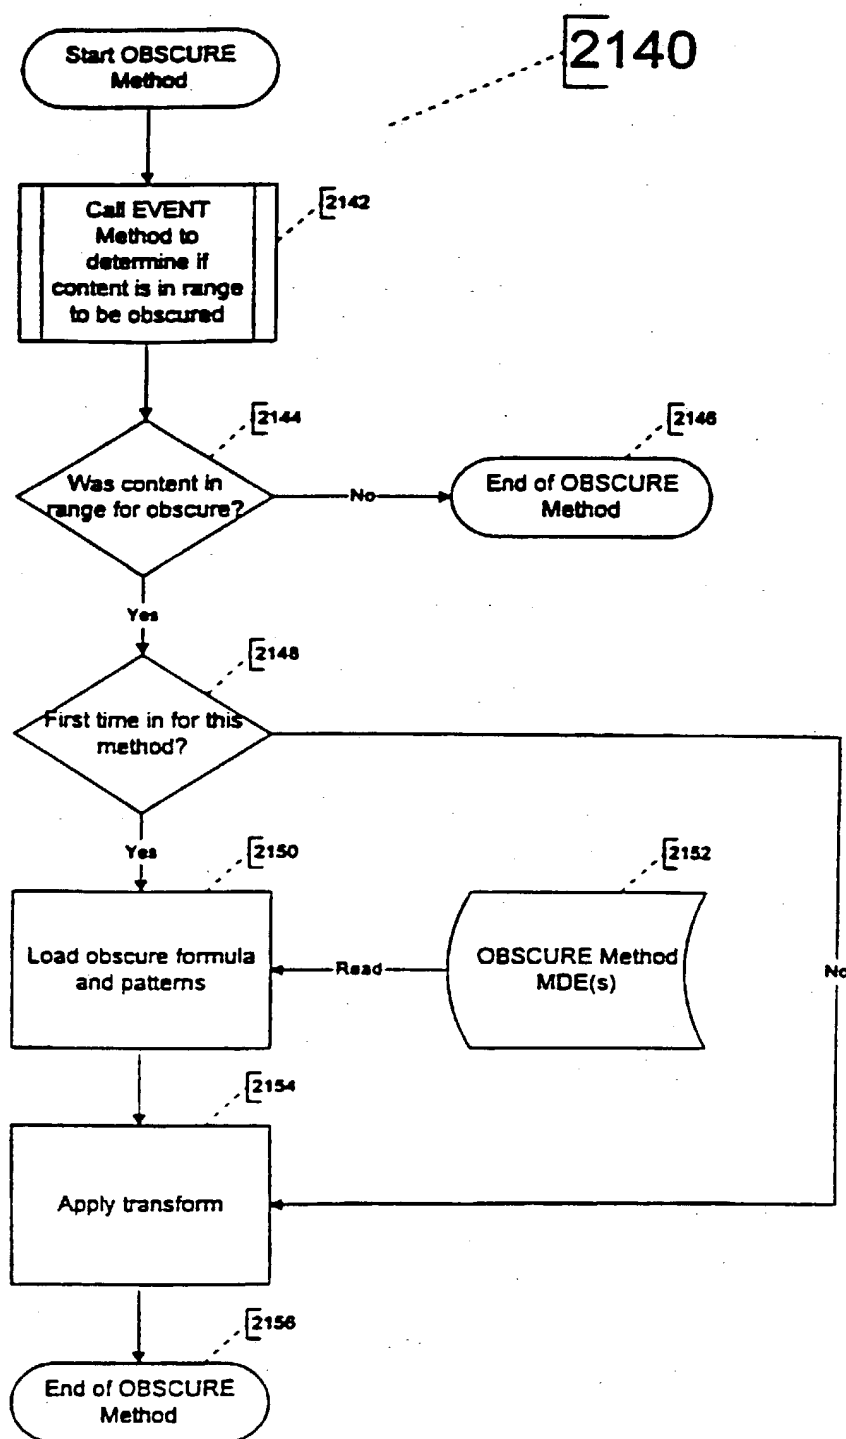 2140
Start OBSCURE
Method
2142
Call EVENT
Method to
determine if
content is in range
to be obscured
2144
Was content in
range for obscure?
No
2146
End of OBSCURE
Method
Yes
2148
First time in for this
method?
Yes
No
2150
Load obscure formula
and patterns
Read
2152
OBSCURE Method
MDE(s)
2154
Apply transform
2156
End of OBSCURE
Method